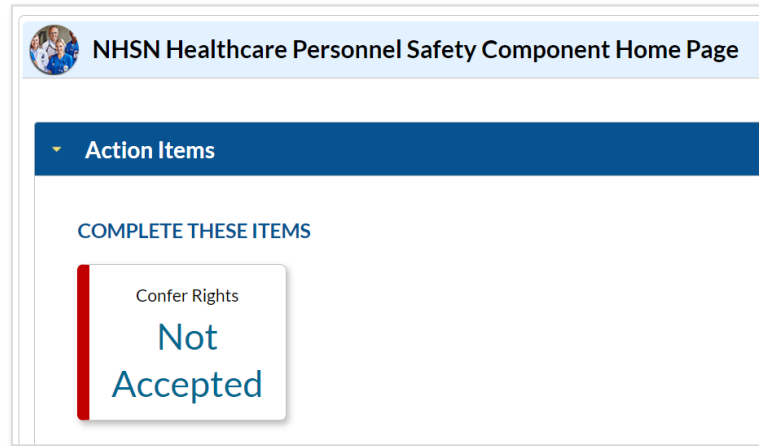 NHSN Healthcare Personnel Safety Component Home Page
Action Items
COMPLETE THESE ITEMS
Confer Rights
Not
Accepted